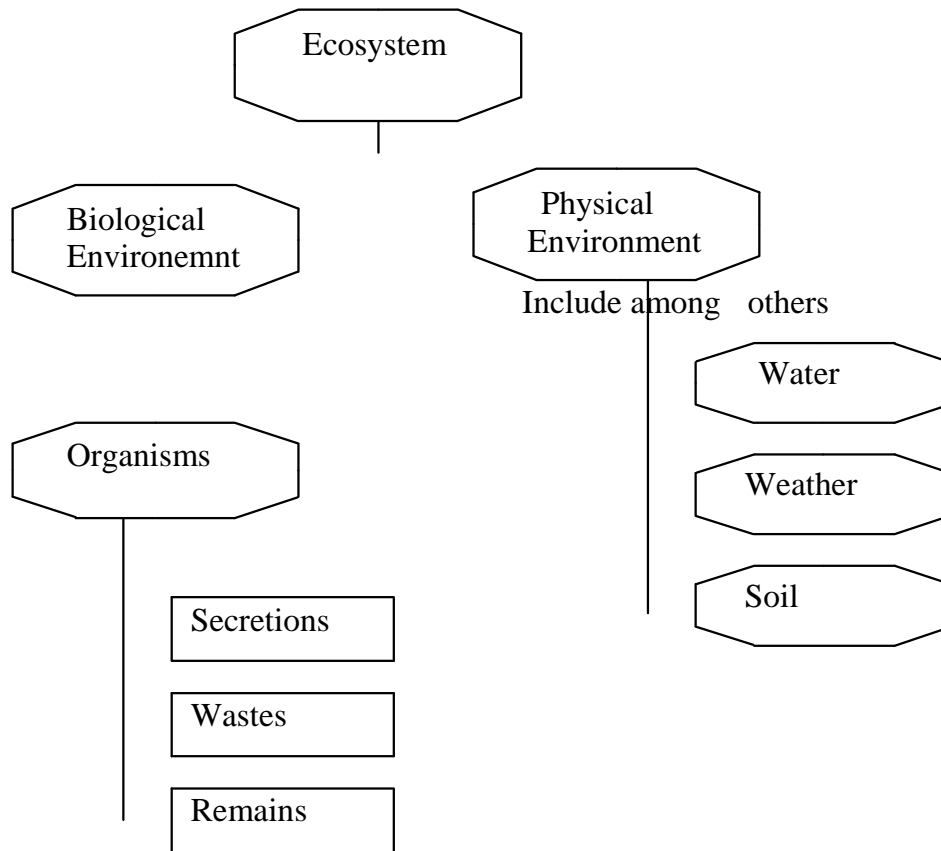 Ecosystem
Biological
Environemnt
Physical
Environment
Include among others
Water
Weather
Soil
Organisms
Secretions
Wastes
Remains